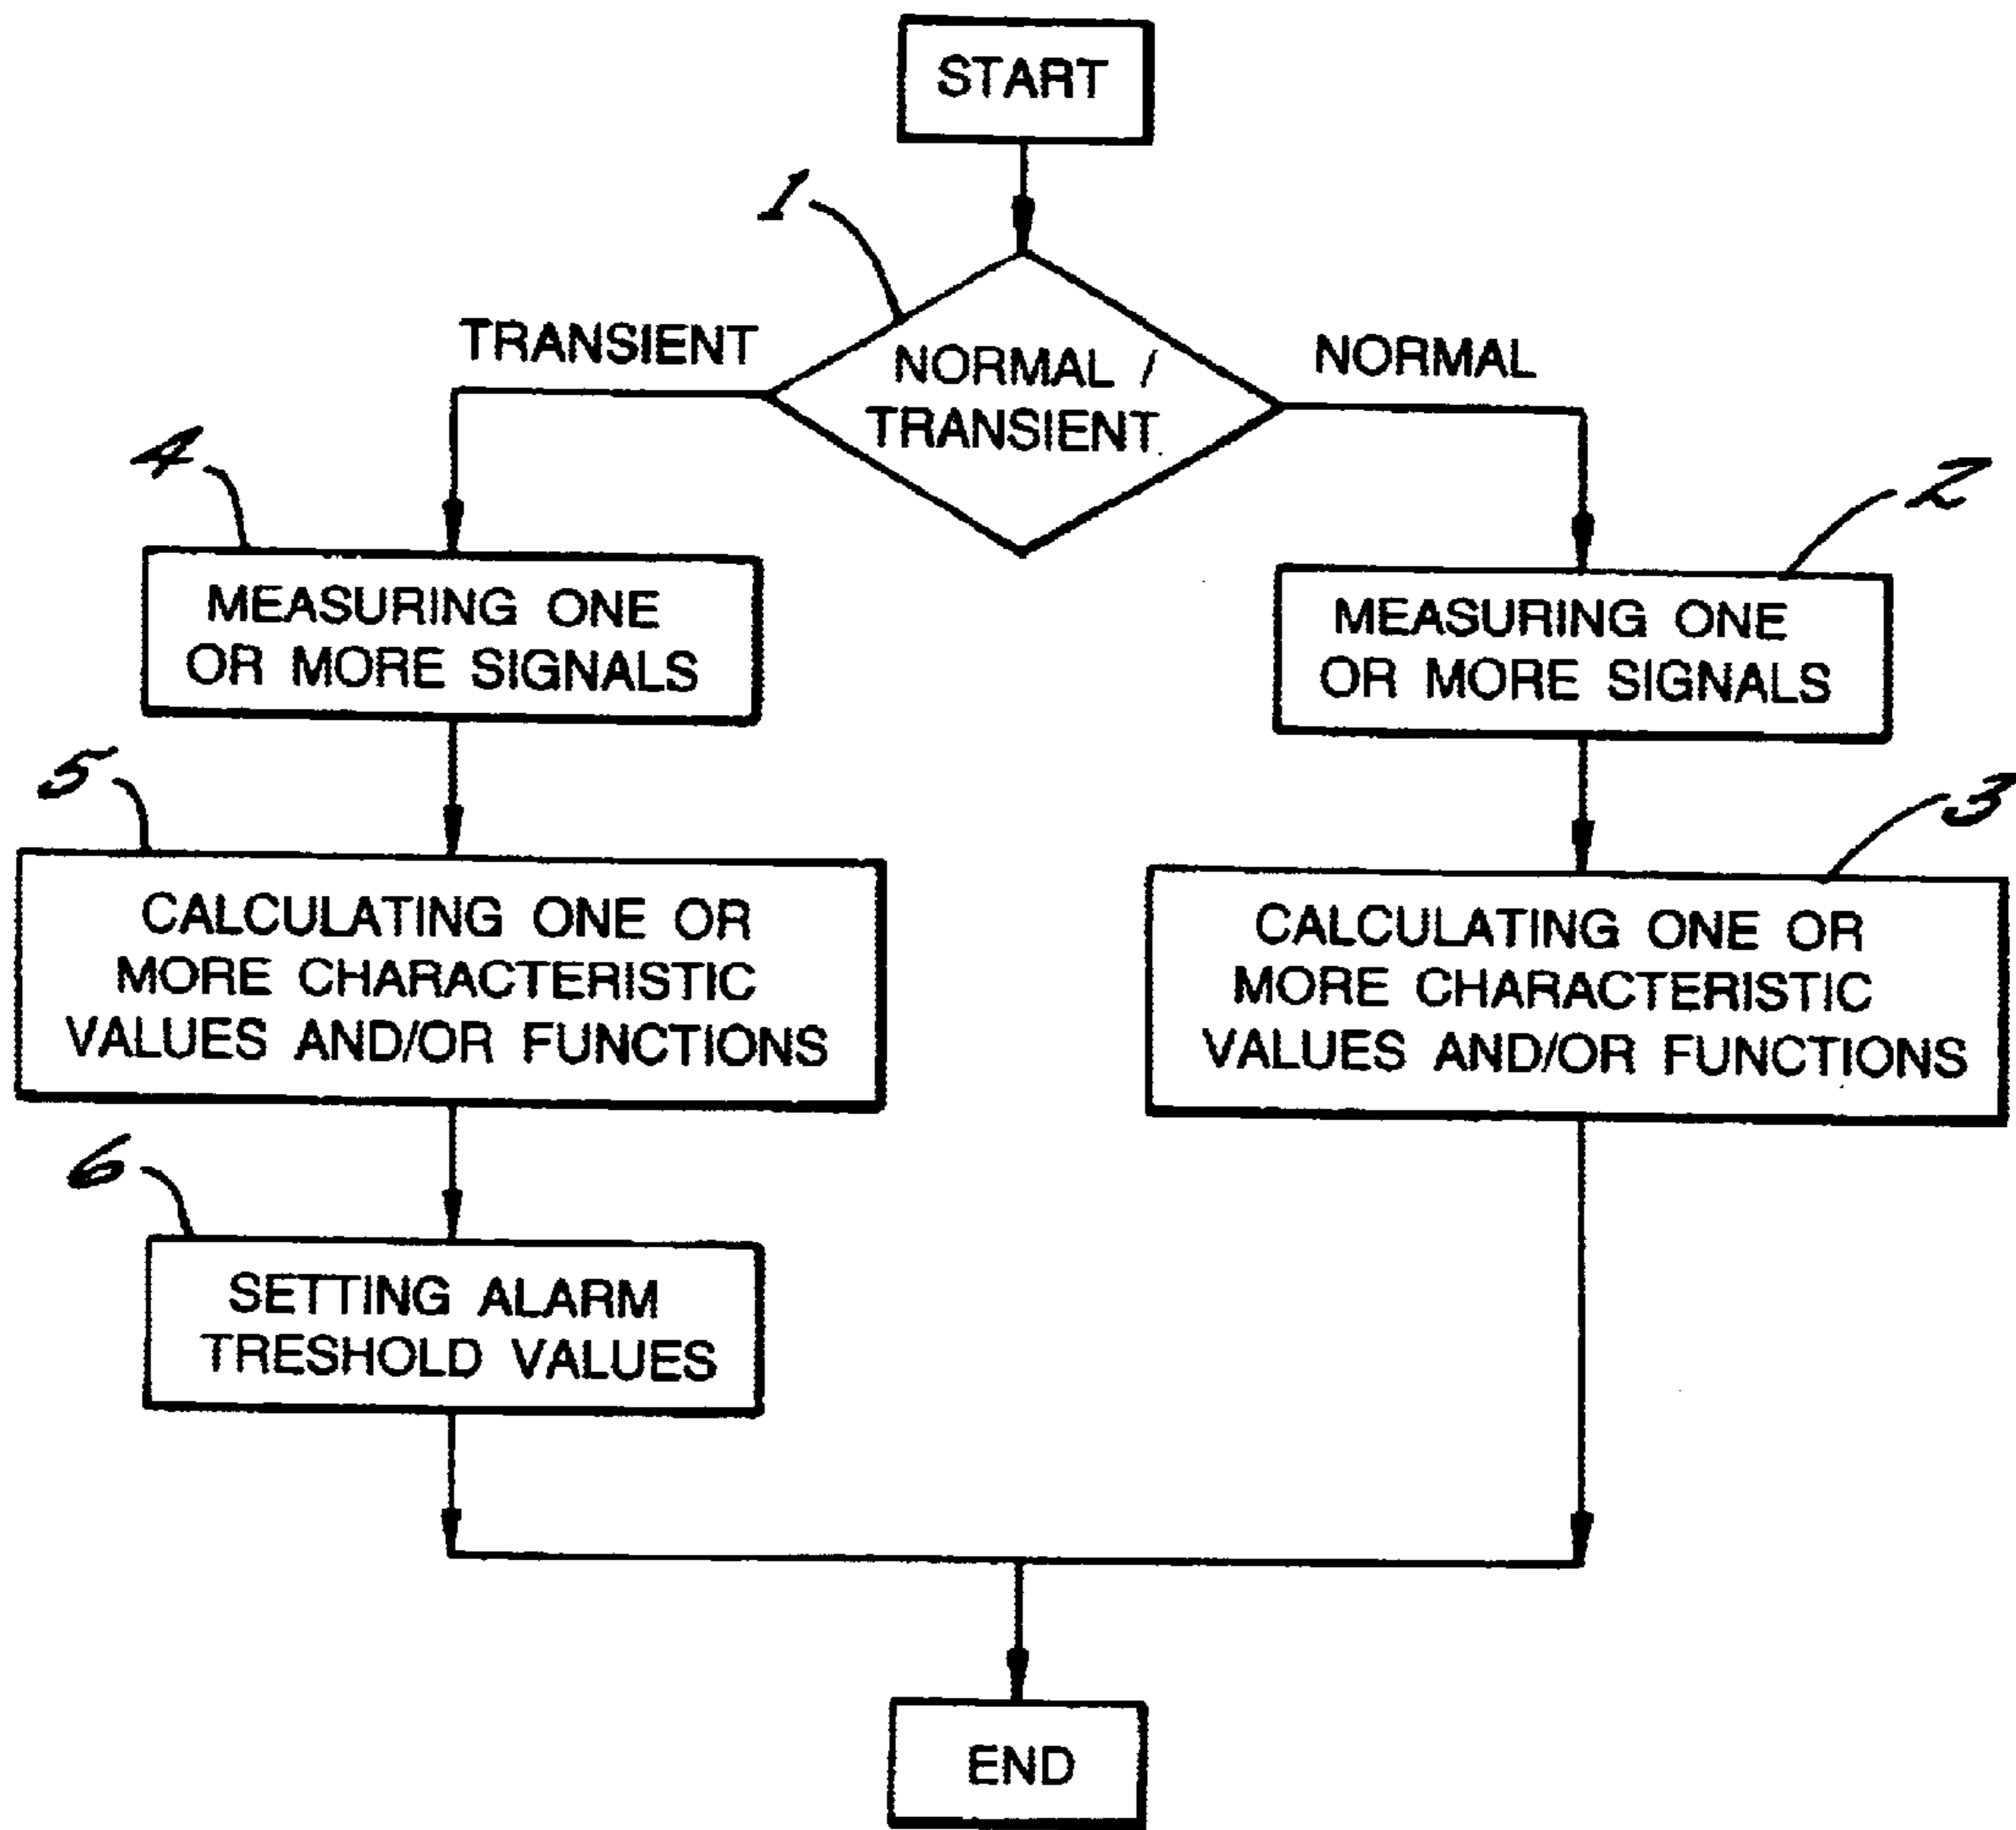 START
1
TRANSIENT
NORMAL /
TRANSIENT
NORMAL
4
2
MEASURING ONE
OR MORE SIGNALS
MEASURING ONE
OR MORE SIGNALS
5
3
CALCULATING ONE OR
MORE CHARACTERISTIC
VALUES AND/OR FUNCTIONS
CALCULATING ONE OR
MORE CHARACTERISTIC
VALUES AND/OR FUNCTIONS
6
SETTING ALARM
TRESHOLD VALUES
END